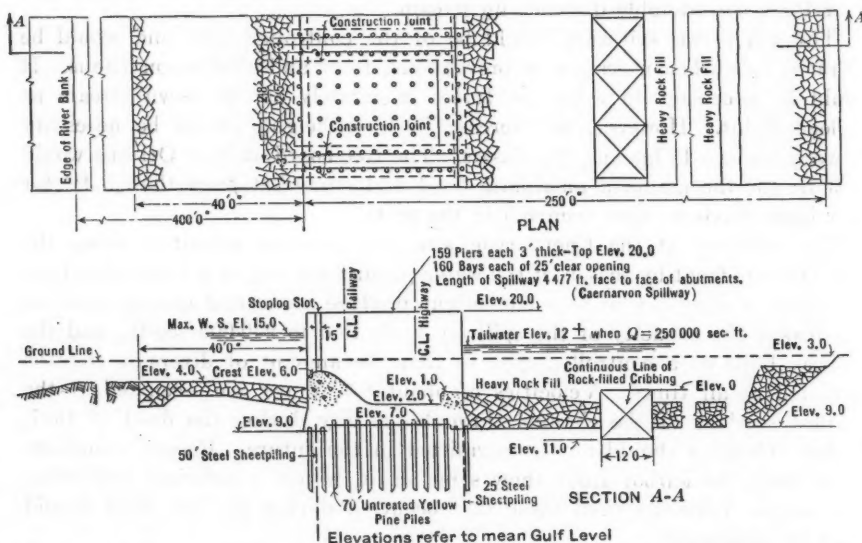 A
A
Construction Joint
Edge of River Bank
Construction Joint
Heavy Rock Fill
Heavy Rock Fill
40'0"
400'0"
250'0"
PLAN
159 Piers each 3' thick-Top Elev. 20.0
160 Bays each of 25' clear opening
Length of Spillway 4477 ft. face to face of abutments.
(Caernarvon Spillway)
Stoplog Slot
C.L. Railway
C.L. Highway
Elev. 20.0
Max. W. S. El. 15.0
15"
Tailwater Elev. 12 ± when Q = 250 000 sec. ft.
Ground Line
40'0"
Elev. 3.0
Elev. 4.0
Crest Elev. 6.0
Elev. 1.0
Heavy Rock Fill
Continuous Line of
Rock-filled Cribbing
Elev. 0
Elev. 2.0
Elev. 7.0
Elev. 9.0
Elev. 9.0
Elev. 11.0
12'0"
50' Steel Sheetpiling
25' Steel
Sheetpiling
SECTION A-A
70' Untreated Yellow
Pine Piles
Elevations refer to mean Gulf Level